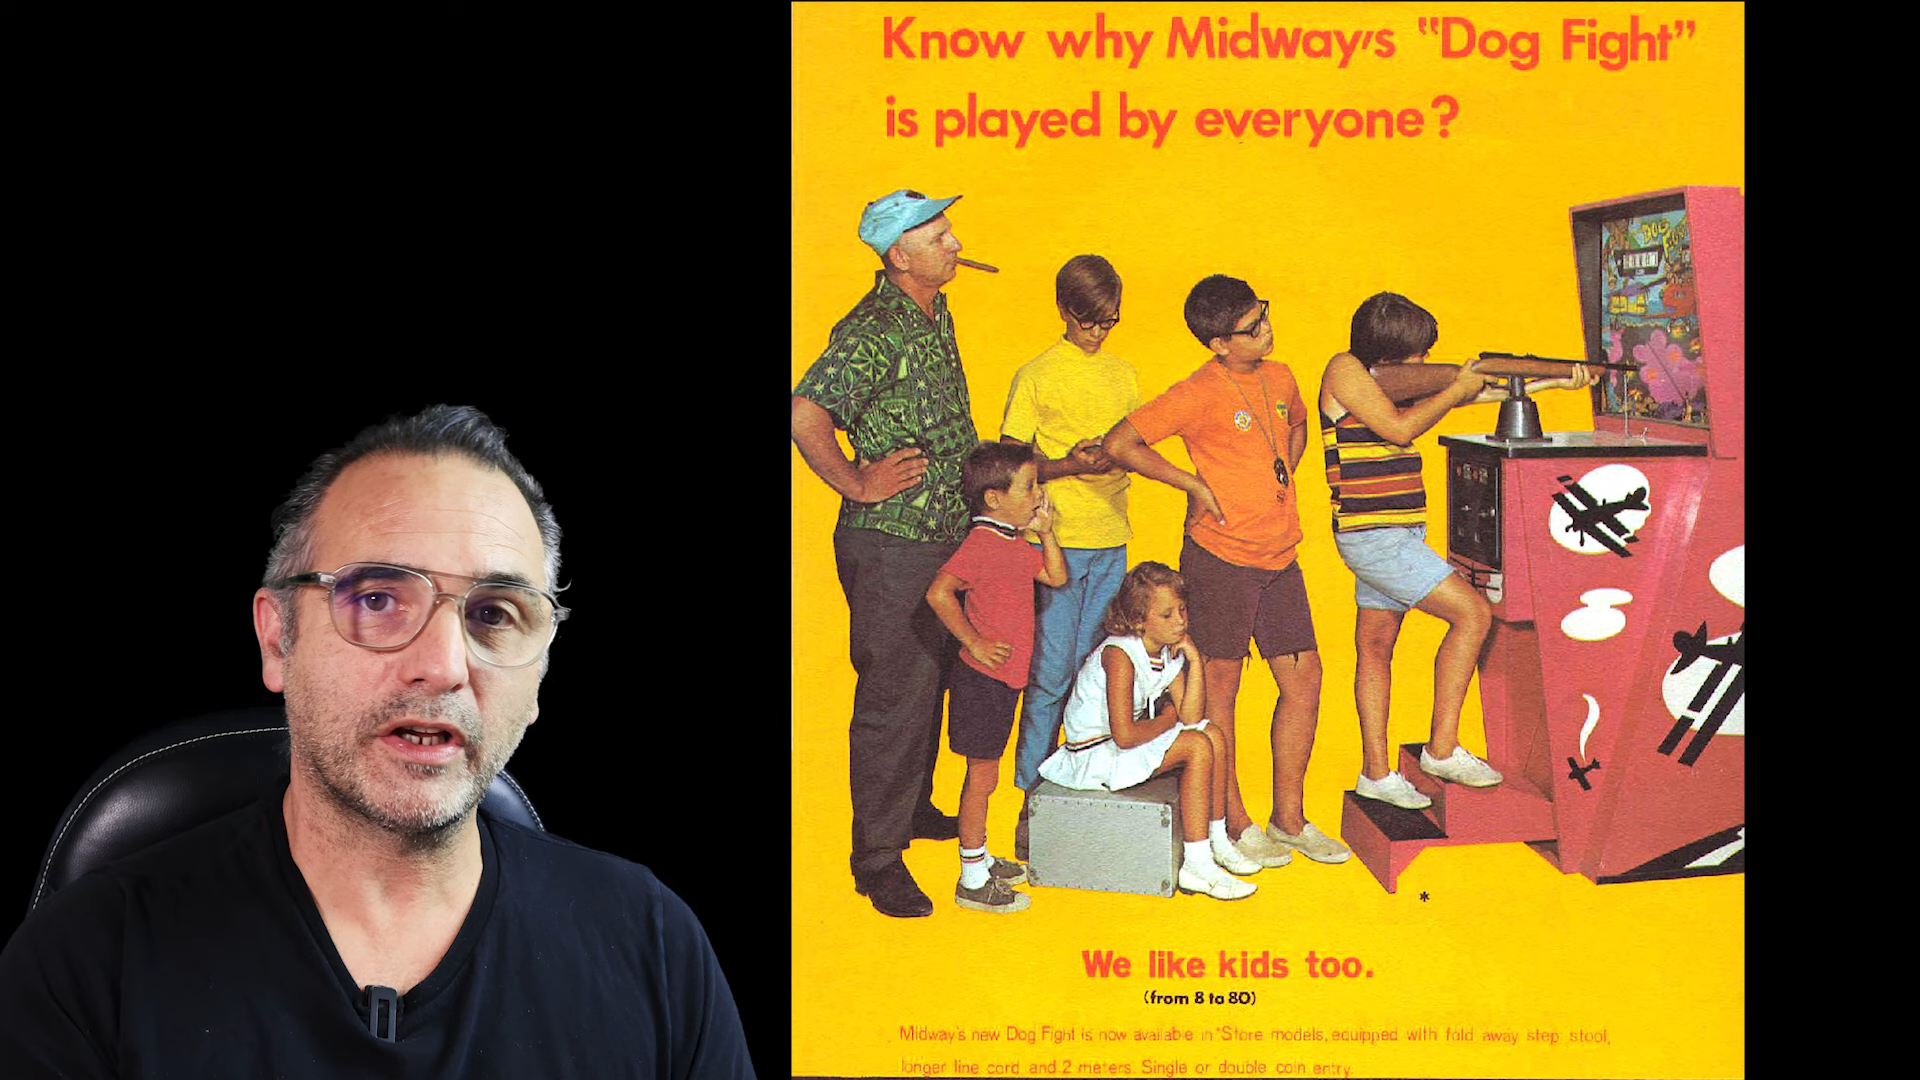 Know why Midway's "Dog Fight"
is played by everyone?
DOG
FIGHT
*
We like kids too.
(from 8 to 80)
Midway's new Dog Fight is now available in *Store models, equipped with fold away step stool,
longer line cord and 2 meters. Single or double coin entry.